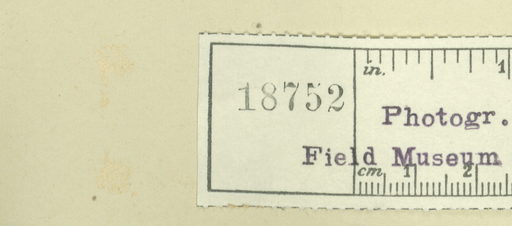 in. 1
18752
Photogr.
Field Museum
cm 1 2